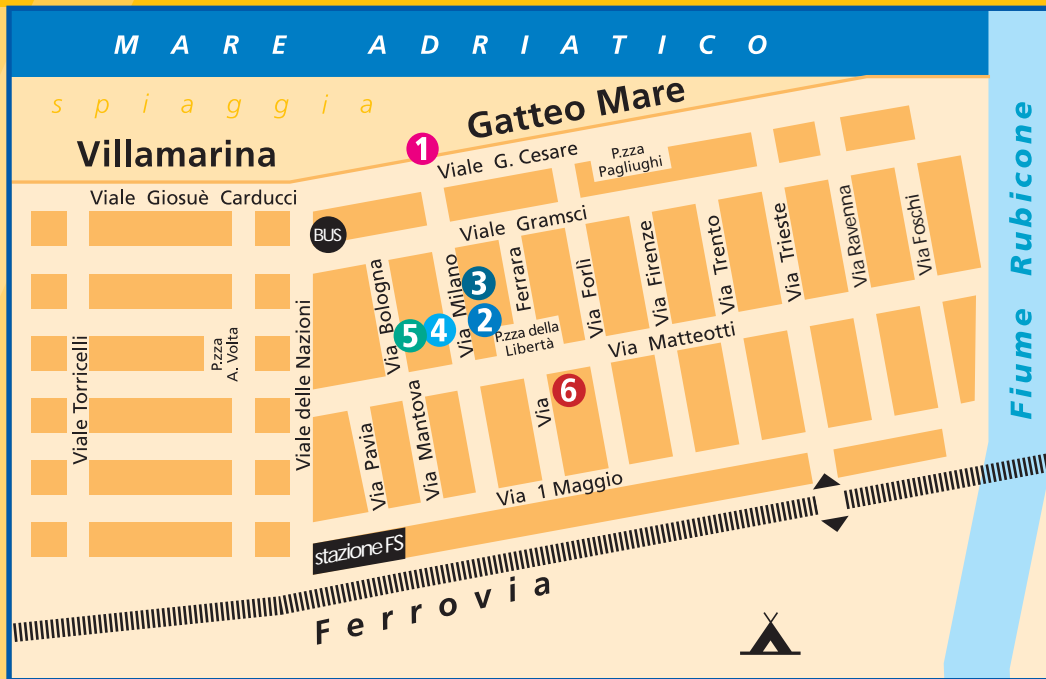 MARE ADRIATICO
spiaggia
Gatteo Mare
Villamarina
1
Viale G. Cesare
P.zza
Pagliughi
Viale Giosuè Carducci
BUS
Viale Gramsci
Via Bologna
Via Milano
Ferrara
Via Forlì
Via Firenze
Via Trento
Via Trieste
Via Ravenna
Via Foschi
Fiume Rubicone
3
2
4
5
P.zza della
Libertà
Via Matteotti
Viale Torricelli
P.zza
A. Volta
Viale delle Nazioni
Via Pavia
Via Mantova
Via
6
Via 1 Maggio
stazione FS
Ferrovia